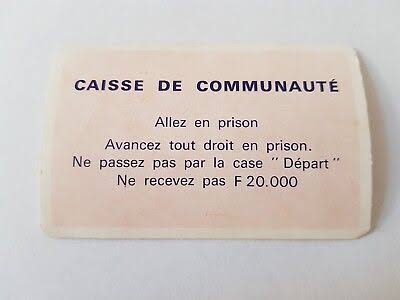 CAISSE DE COMMUNAUTÉ
Allez en prison
Avancez tout droit en prison.
Ne passez pas par la case "Départ"
Ne recevez pas F 20.000